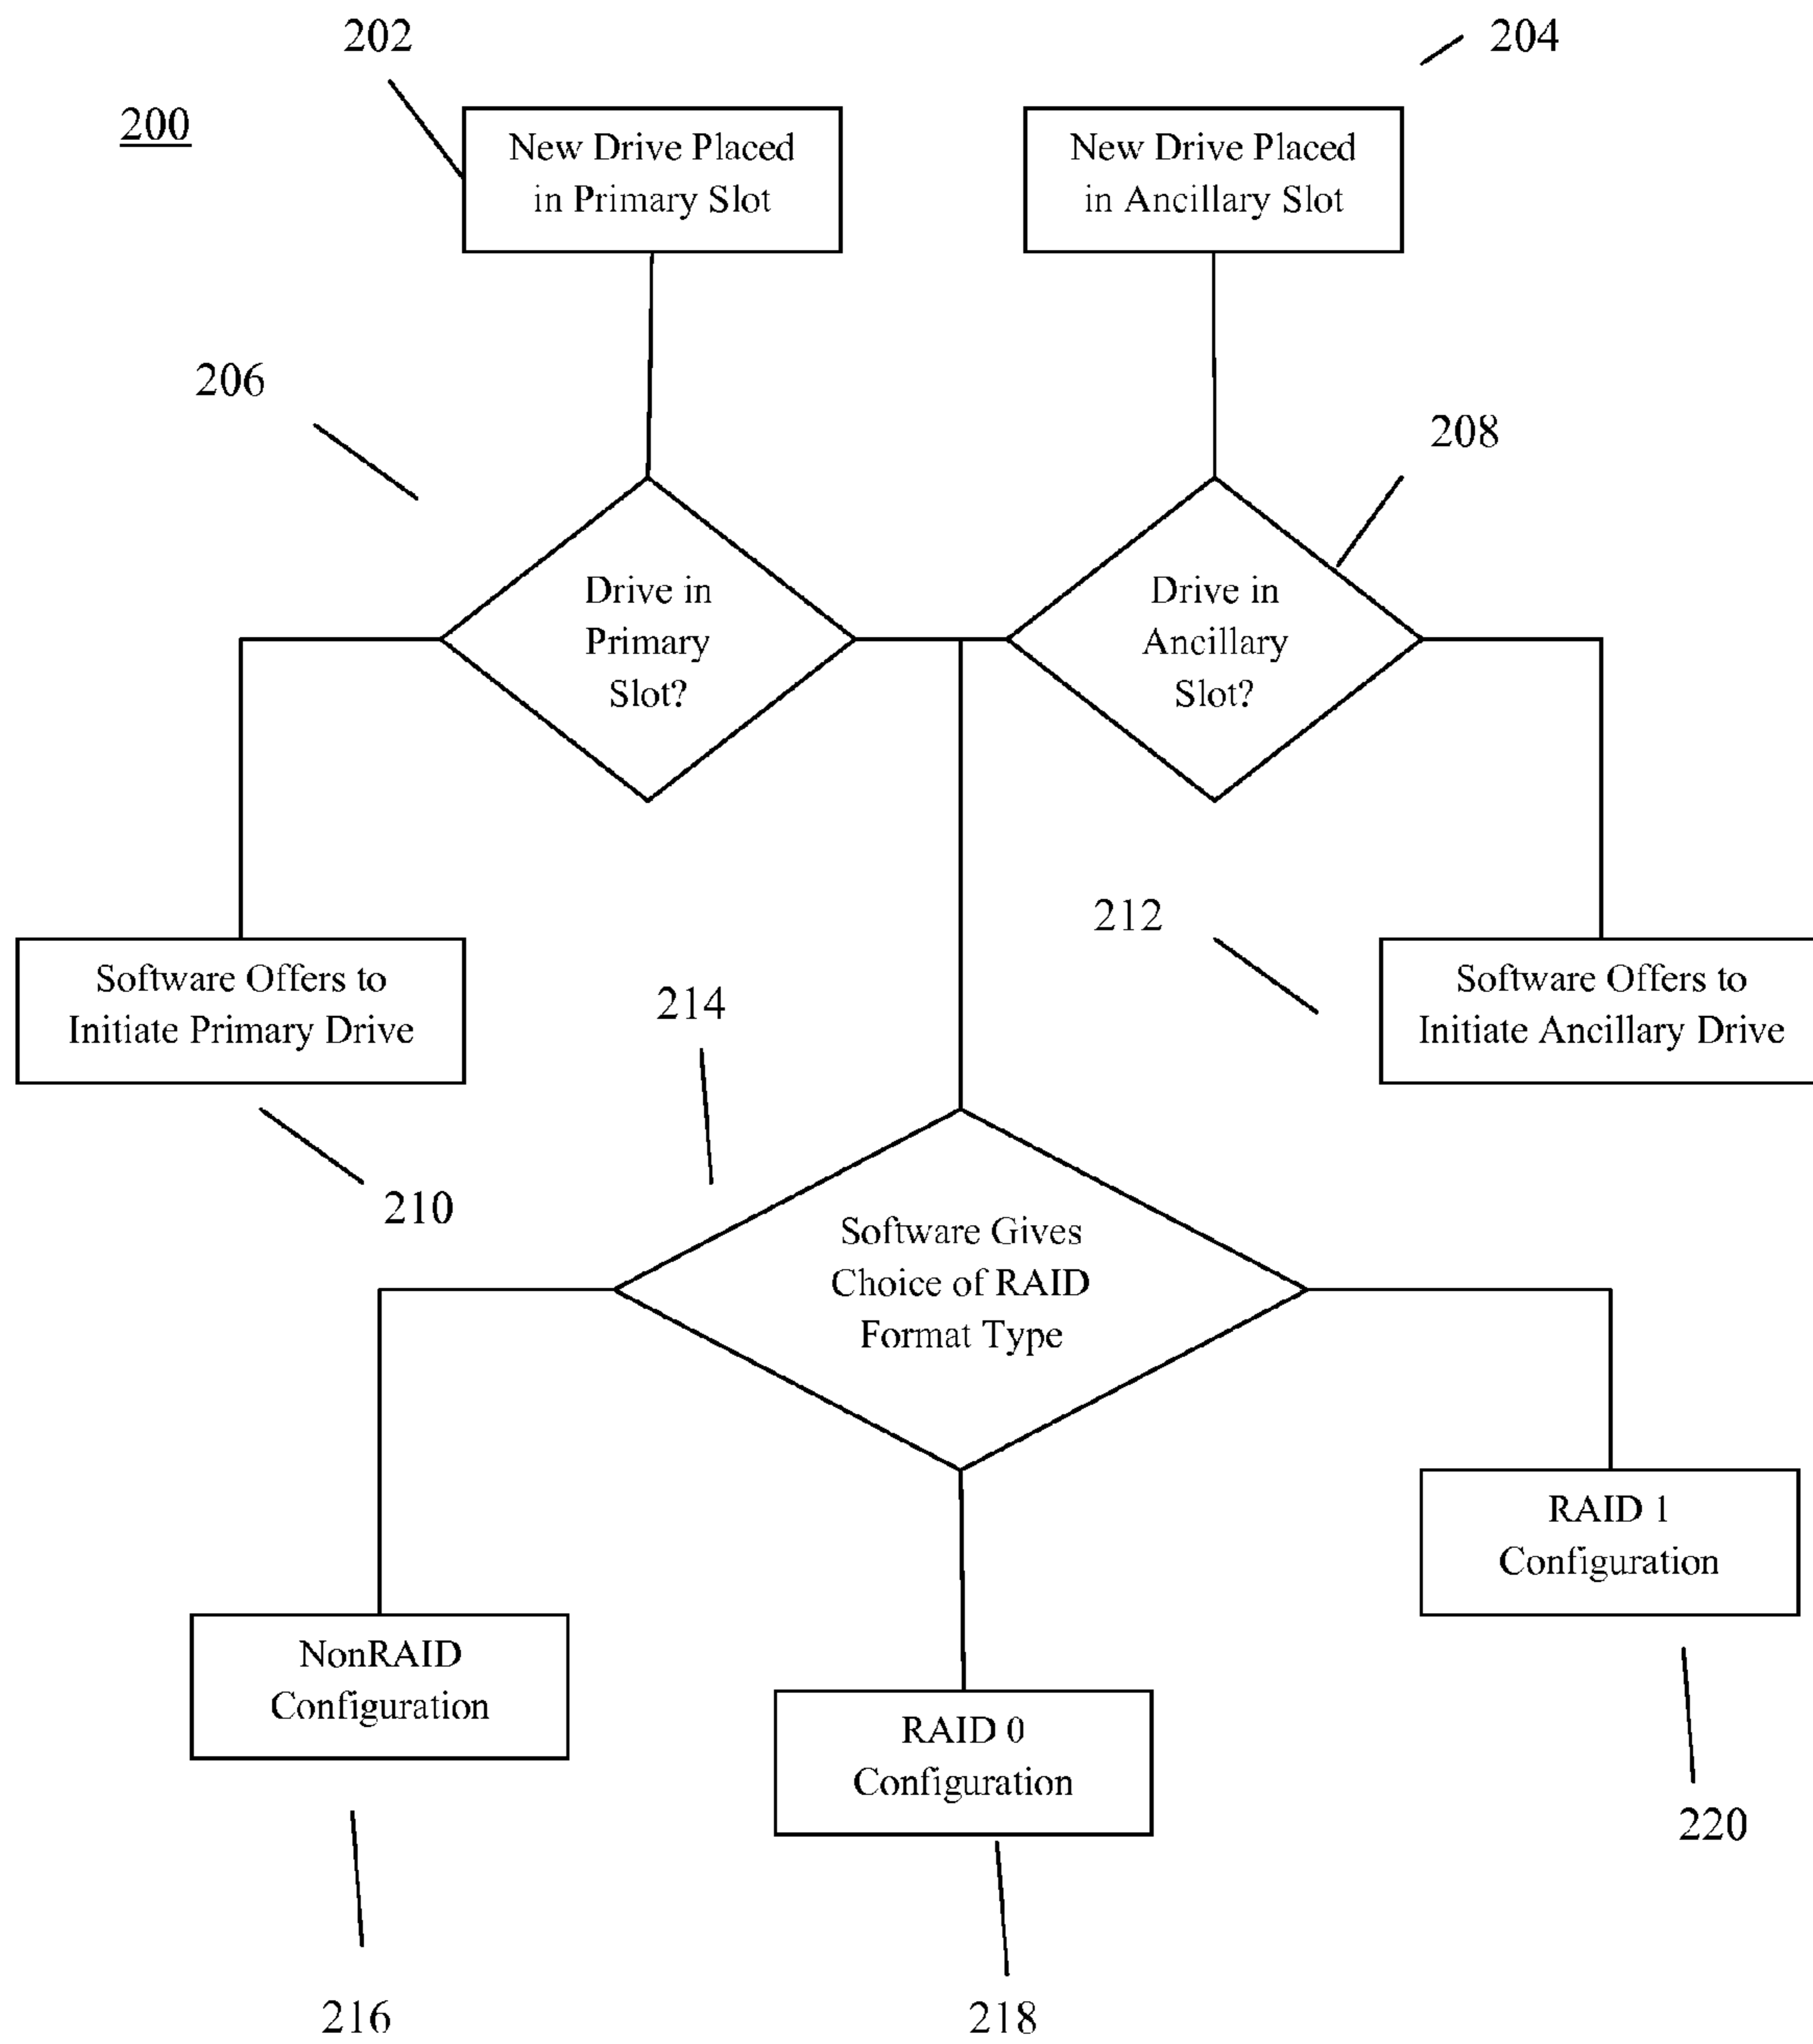 202
204
200
New Drive Placed
in Primary Slot
New Drive Placed
in Ancillary Slot
206
208
Drive in
Primary
Slot?
Drive in
Ancillary
Slot?
212
Software Offers to
Initiate Primary Drive
Software Offers to
Initiate Ancillary Drive
214
210
Software Gives
Choice of RAID
Format Type
RAID 1
Configuration
NonRAID
Configuration
RAID 0
Configuration
220
216
218